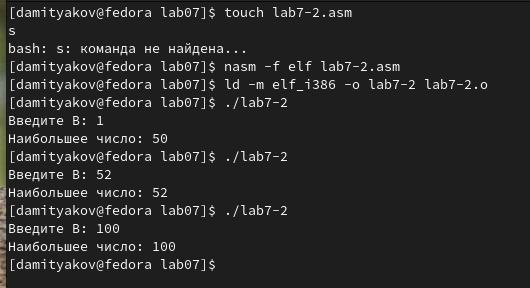 [damityakov@fedora lab07]$ touch lab7-2.asm
s
bash: s: команда не найдена...
[damityakov@fedora lab07]$ nasm -f elf lab7-2.asm
[damityakov@fedora lab07]$ ld -m elf_i386 -o lab7-2 lab7-2.o
[damityakov@fedora lab07]$ ./lab7-2
Введите B: 1
Наибольшее число: 50
[damityakov@fedora lab07]$ ./lab7-2
Введите B: 52
Наибольшее число: 52
[damityakov@fedora lab07]$ ./lab7-2
Введите B: 100
Наибольшее число: 100
[damityakov@fedora lab07]$